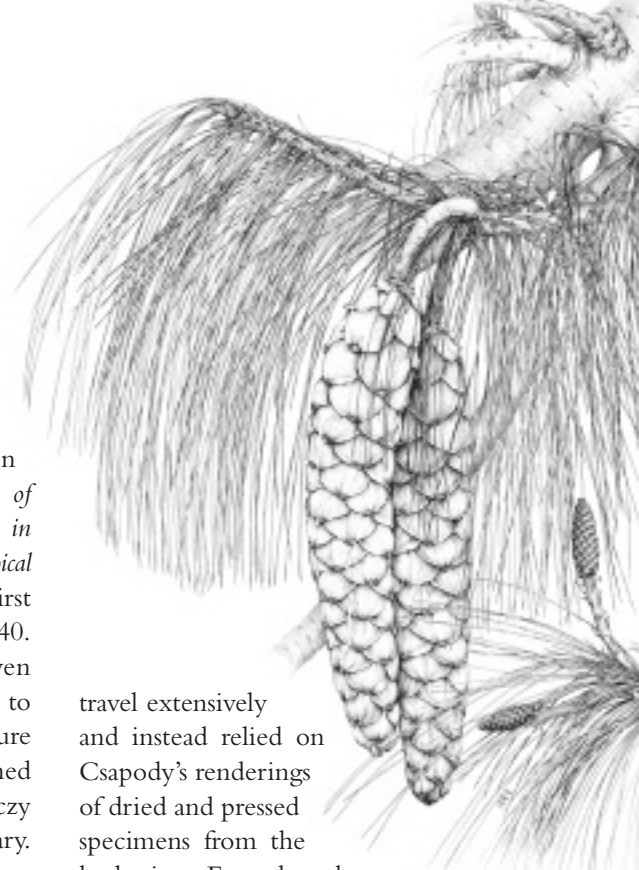 n
of
in
ical
irst
40.
ven
to
ure
ned
czy
ary.
travel extensively
and instead relied on
Csapody’s renderings
of dried and pressed
specimens from the